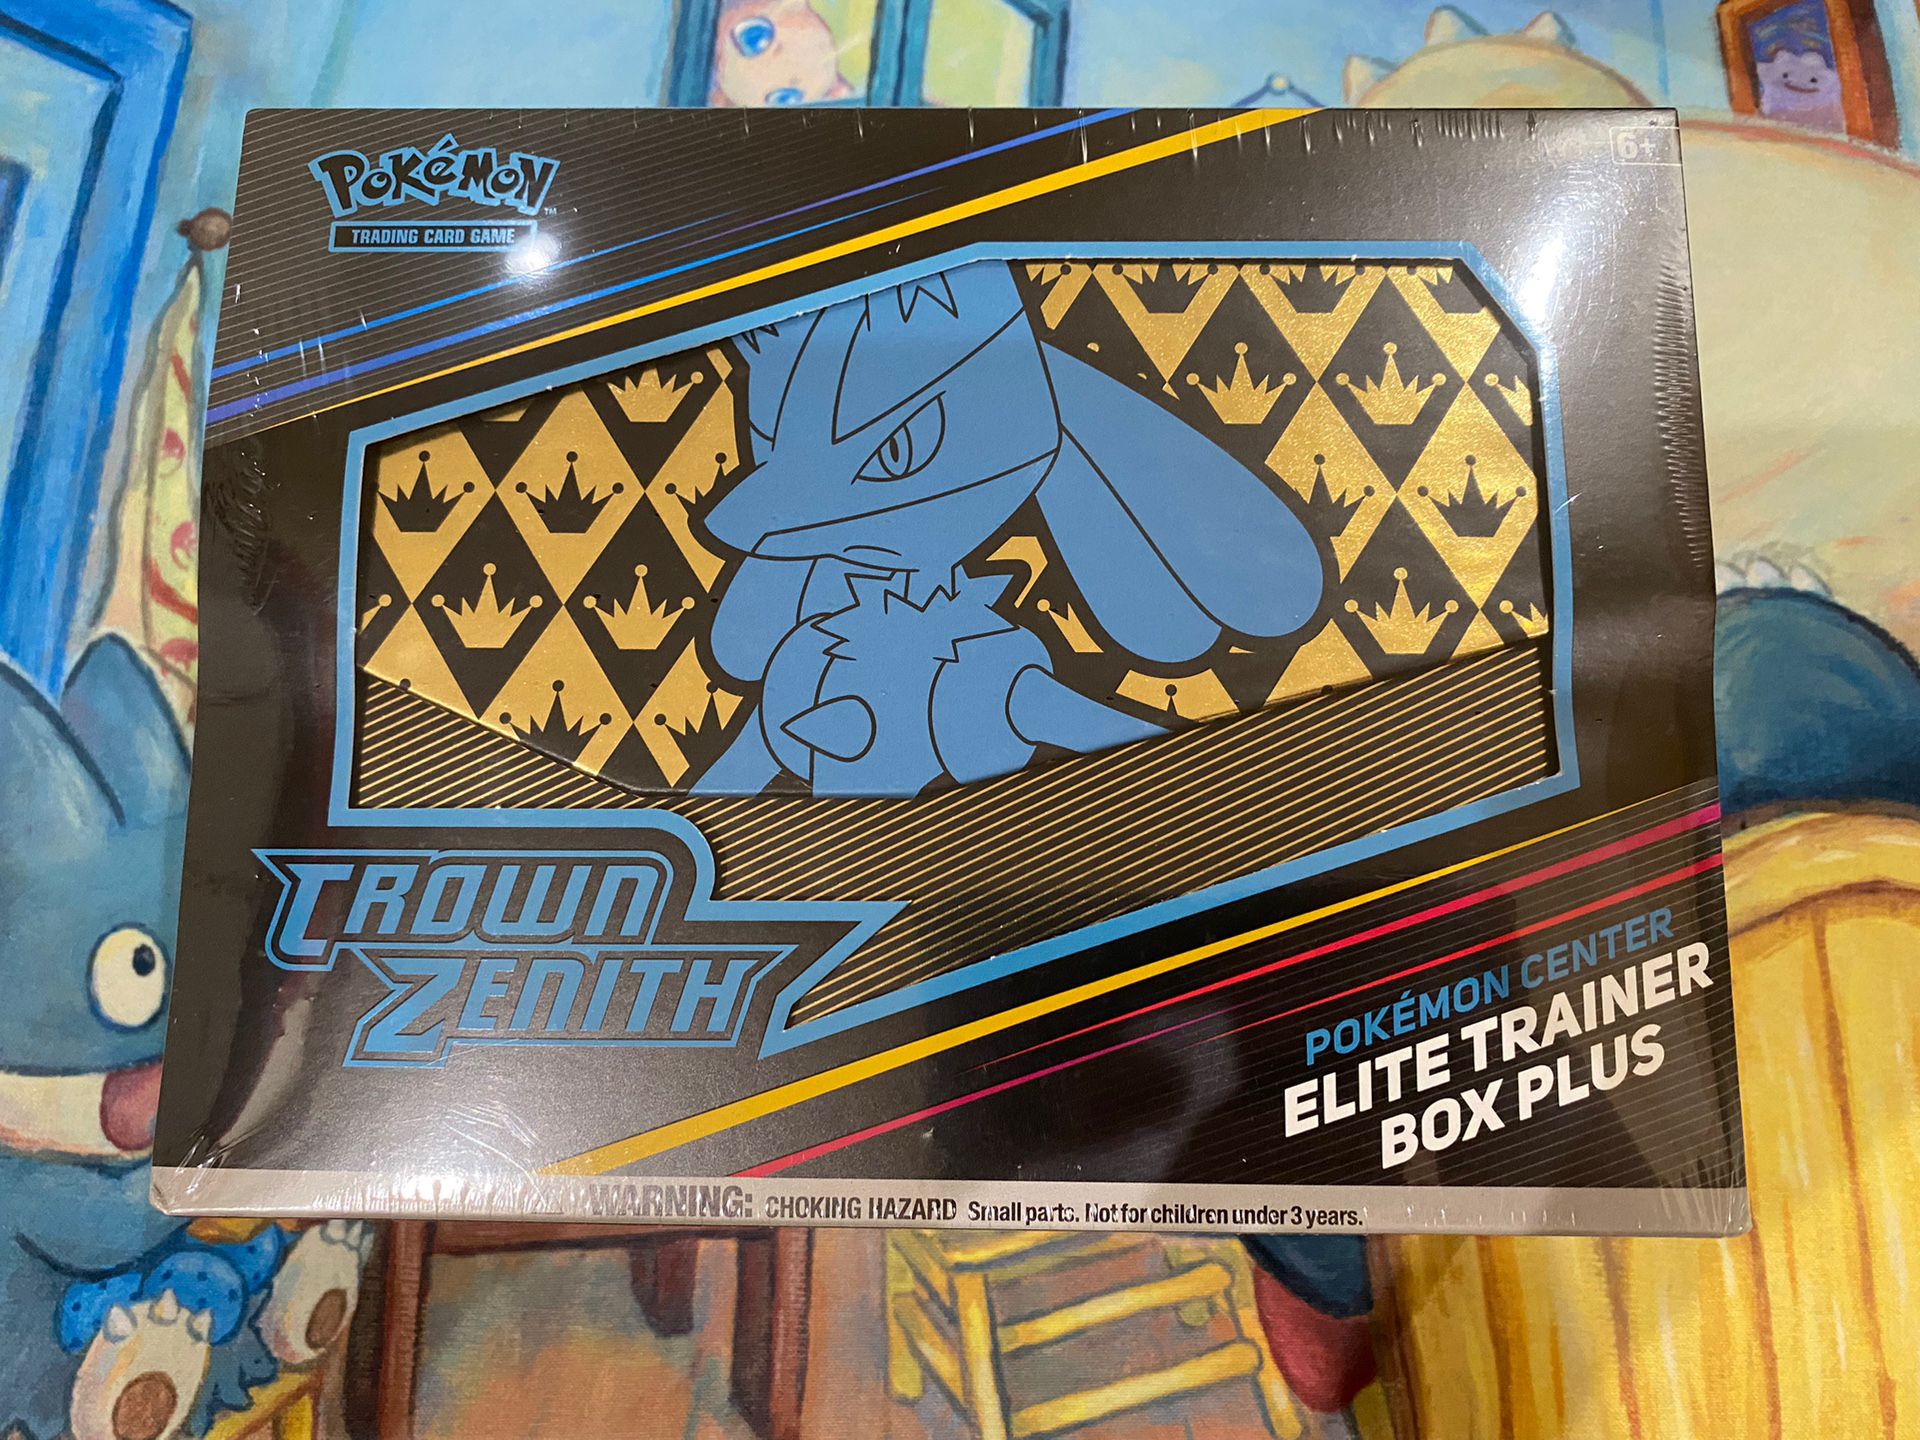 POKéMON™
TRADING CARD GAME
6+
CROWN
ZENITH
POKÉMON CENTER
ELITE TRAINER
BOX PLUS
WARNING: CHOKING HAZARD Small parts. Not for children under 3 years.